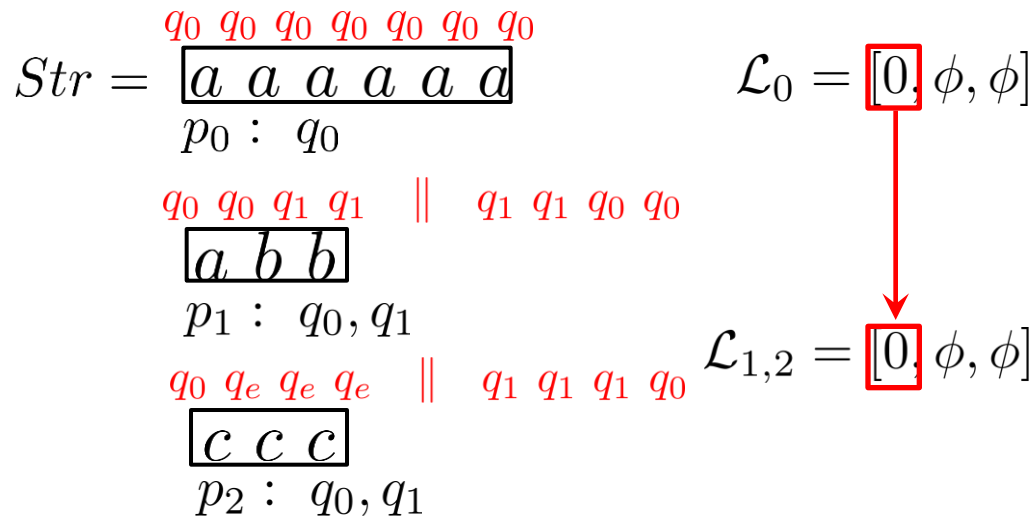 q₀ q₀ q₀ q₀ q₀ q₀ q₀
Str = a a a a a a
p₀ : q₀
ℒ₀ = [0, ϕ, ϕ]
q₀ q₀ q₁ q₁ ∥ q₁ q₁ q₀ q₀
a b b
p₁ : q₀, q₁
ℒ₁,₂ = [0, ϕ, ϕ]
q₀ qₑ qₑ qₑ ∥ q₁ q₁ q₁ q₀
c c c
p₂ : q₀, q₁